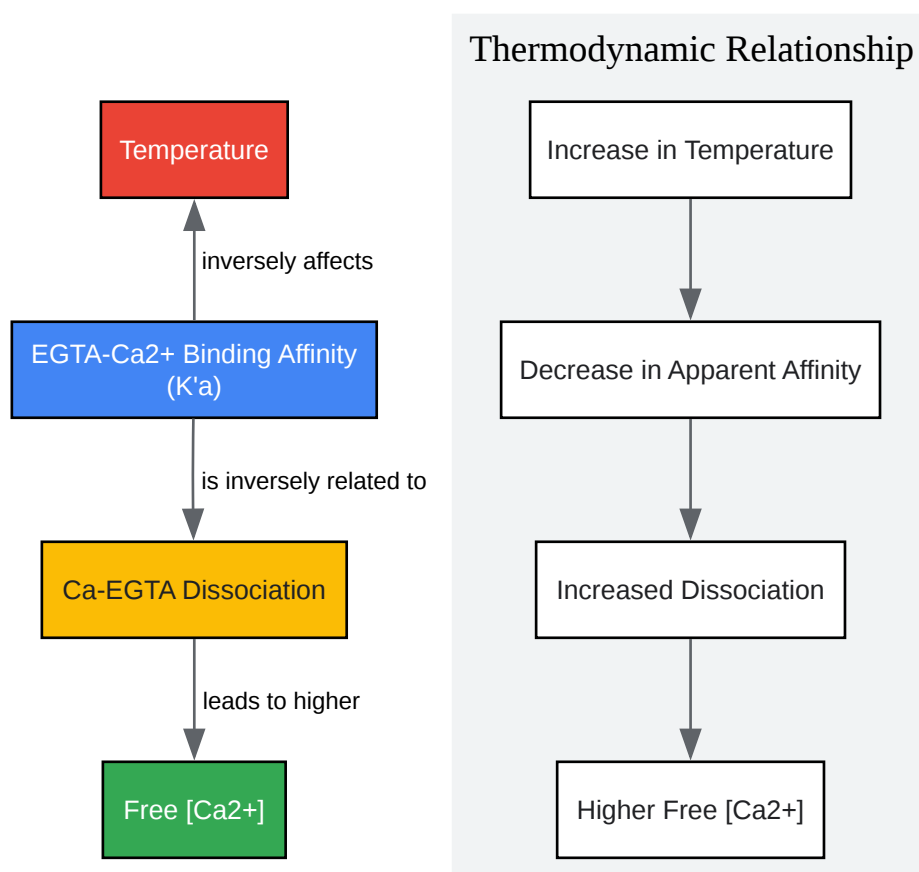 Thermodynamic Relationship
Temperature
inversely affects
EGTA-Ca2+ Binding Affinity
(K'a)
is inversely related to
Ca-EGTA Dissociation
leads to higher
Free [Ca2+]
Increase in Temperature
Decrease in Apparent Affinity
Increased Dissociation
Higher Free [Ca2+]